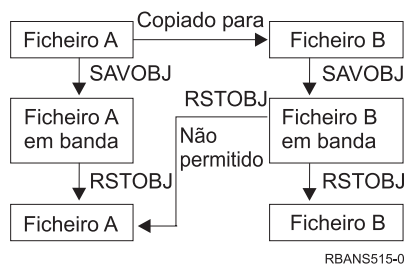 Copiado para
Ficheiro A
Ficheiro B
SAVOBJ
SAVOBJ
RSTOBJ
Ficheiro A
em banda
Não
permitido
Ficheiro B
em banda
RSTOBJ
RSTOBJ
Ficheiro A
Ficheiro B
RBANS515-0